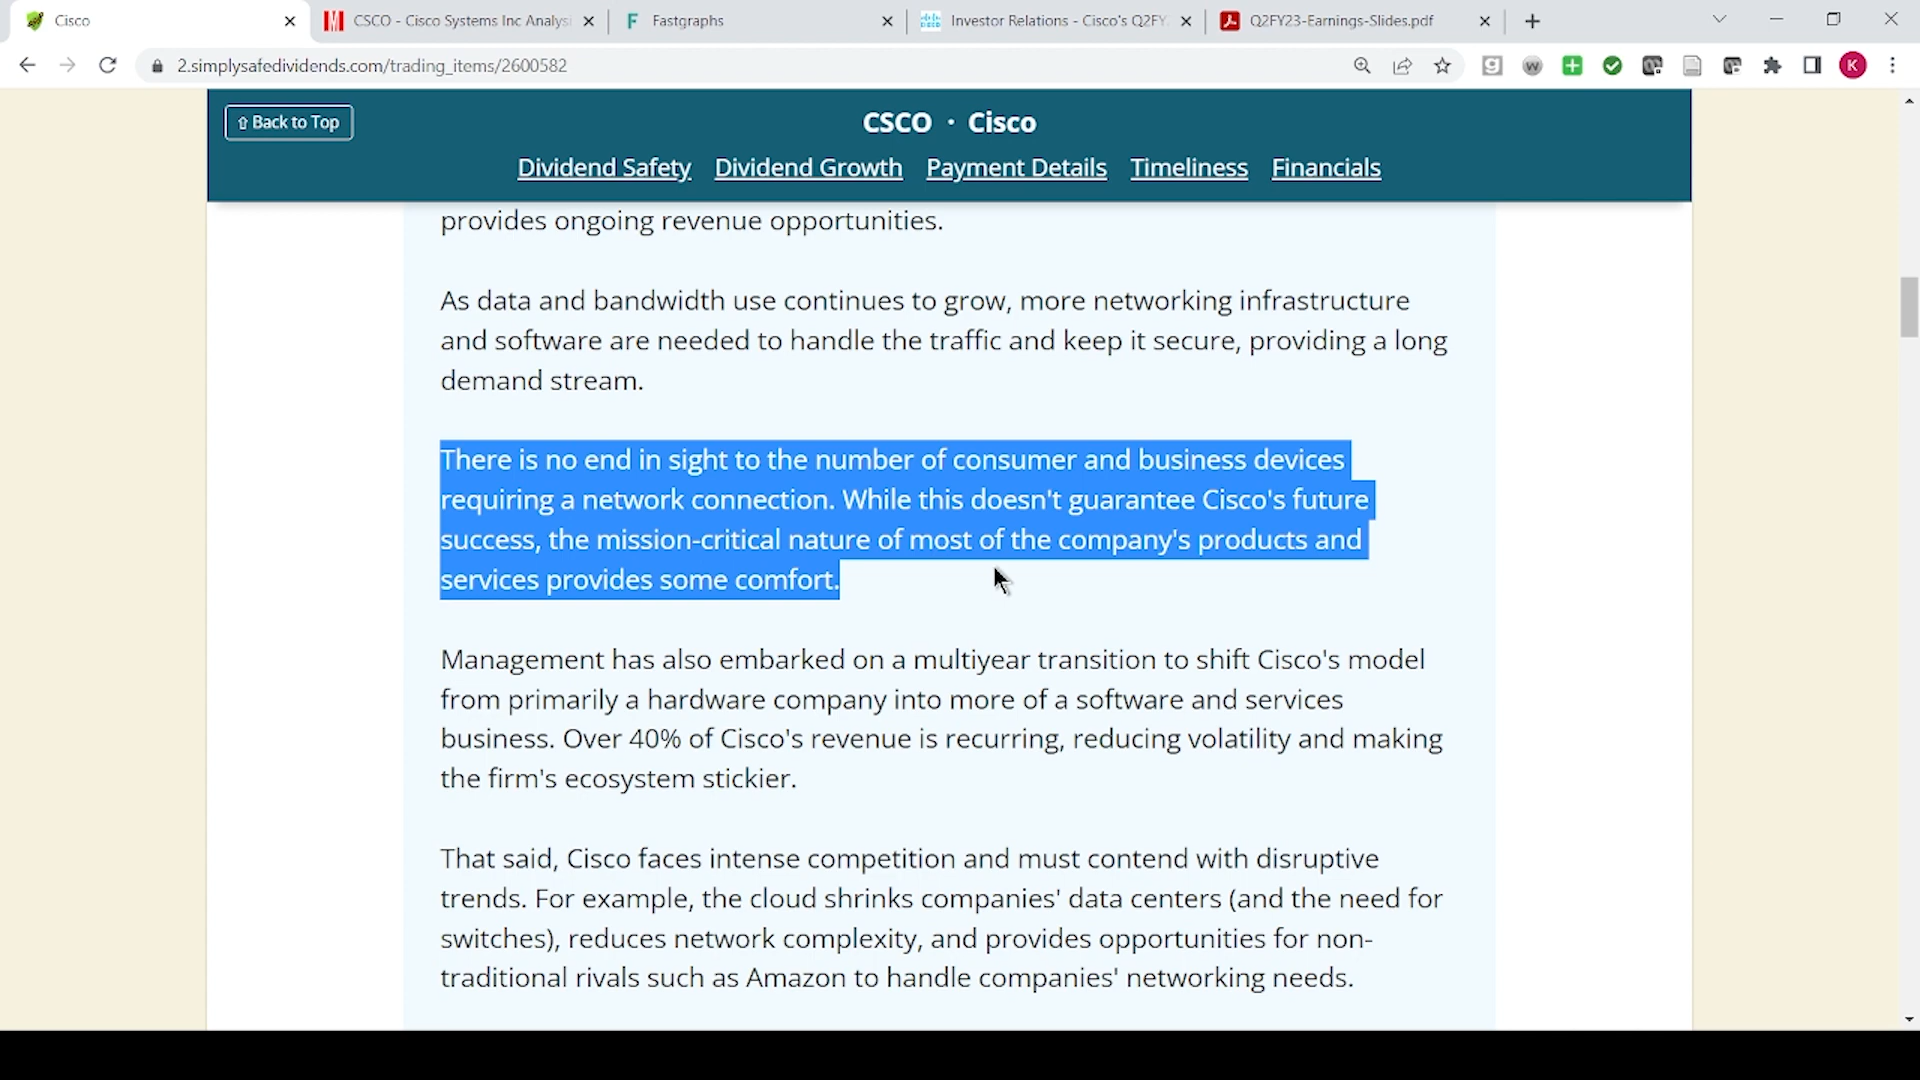 Cisco
CSCO - Cisco Systems Inc Analysi
Fastgraphs
Investor Relations - Cisco's Q2FY
Q2FY23-Earnings-Slides.pdf
2.simplysafedividends.com/trading_items/2600582
K
⇧ Back to Top
CSCO · Cisco
Dividend Safety Dividend Growth Payment Details Timeliness Financials
provides ongoing revenue opportunities.
As data and bandwidth use continues to grow, more networking infrastructure
and software are needed to handle the traffic and keep it secure, providing a long
demand stream.
There is no end in sight to the number of consumer and business devices
requiring a network connection. While this doesn't guarantee Cisco's future
success, the mission-critical nature of most of the company's products and
services provides some comfort.
Management has also embarked on a multiyear transition to shift Cisco's model
from primarily a hardware company into more of a software and services
business. Over 40% of Cisco's revenue is recurring, reducing volatility and making
the firm's ecosystem stickier.
That said, Cisco faces intense competition and must contend with disruptive
trends. For example, the cloud shrinks companies' data centers (and the need for
switches), reduces network complexity, and provides opportunities for non-
traditional rivals such as Amazon to handle companies' networking needs.